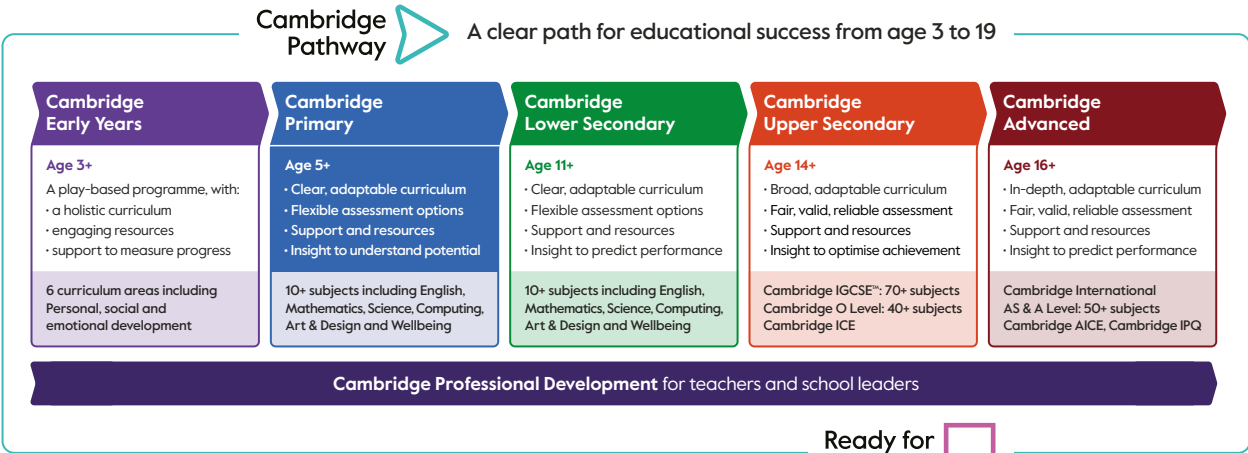 Cambridge
Pathway
A clear path for educational success from age 3 to 19
Cambridge
Early Years
Age 3+
A play-based programme, with:
· a holistic curriculum
· engaging resources
· support to measure progress
6 curriculum areas including
Personal, social and
emotional development
Cambridge
Primary
Age 5+
· Clear, adaptable curriculum
· Flexible assessment options
· Support and resources
· Insight to understand potential
10+ subjects including English,
Mathematics, Science, Computing,
Art & Design and Wellbeing
Cambridge
Lower Secondary
Age 11+
· Clear, adaptable curriculum
· Flexible assessment options
· Support and resources
· Insight to predict performance
10+ subjects including English,
Mathematics, Science, Computing,
Art & Design and Wellbeing
Cambridge
Upper Secondary
Age 14+
· Broad, adaptable curriculum
· Fair, valid, reliable assessment
· Support and resources
· Insight to optimise achievement
Cambridge IGCSE™: 70+ subjects
Cambridge O Level: 40+ subjects
Cambridge ICE
Cambridge
Advanced
Age 16+
· In-depth, adaptable curriculum
· Fair, valid, reliable assessment
· Support and resources
· Insight to predict performance
Cambridge International
AS & A Level: 50+ subjects
Cambridge AICE, Cambridge IPQ
Cambridge Professional Development for teachers and school leaders
Ready for